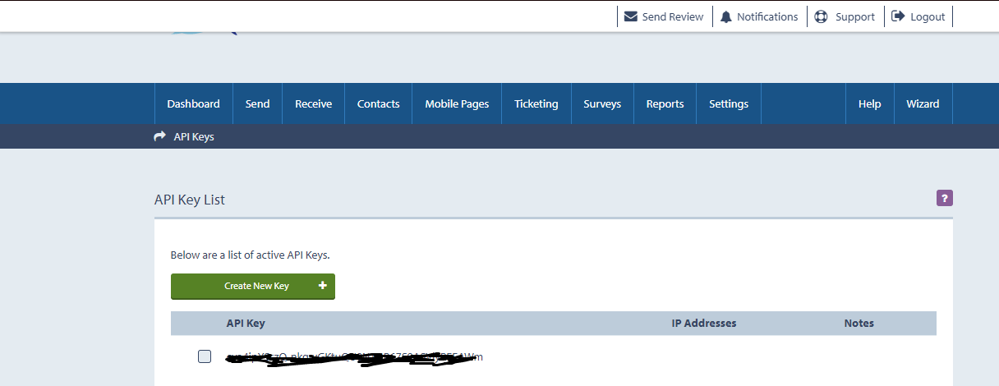 Send Review Notifications Support Logout
Dashboard Send Receive Contacts Mobile Pages Ticketing Surveys Reports Settings Help Wizard
API Keys
API Key List ?
Below are a list of active API Keys.
Create New Key +
API Key IP Addresses Notes